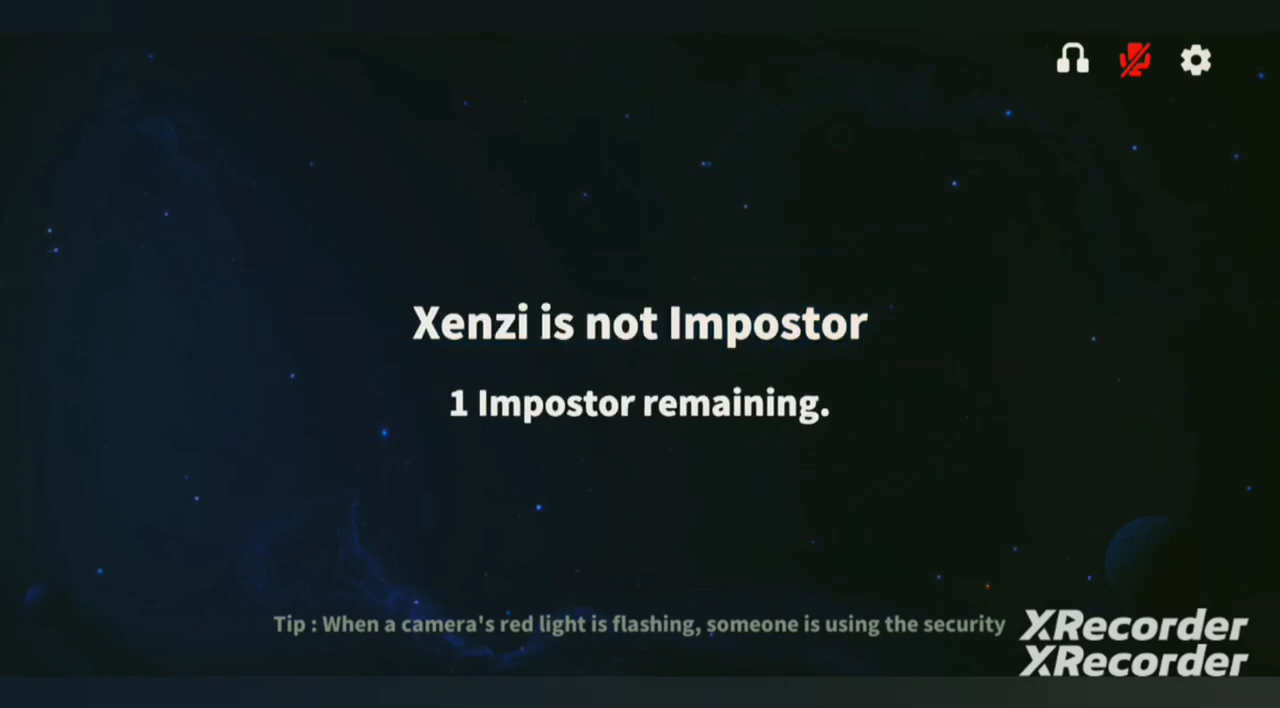 Xenzi is not Impostor
1 Impostor remaining.
Tip : When a camera's red light is flashing, someone is using the security
XRecorder
XRecorder